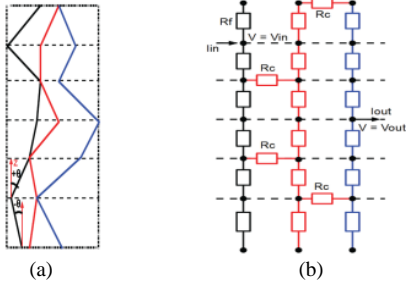 Rf
Rc
V = Vin
Iin
Rc
Iout
V = Vout
Rc
Rc
z
+θ
-θ
(a)
(b)